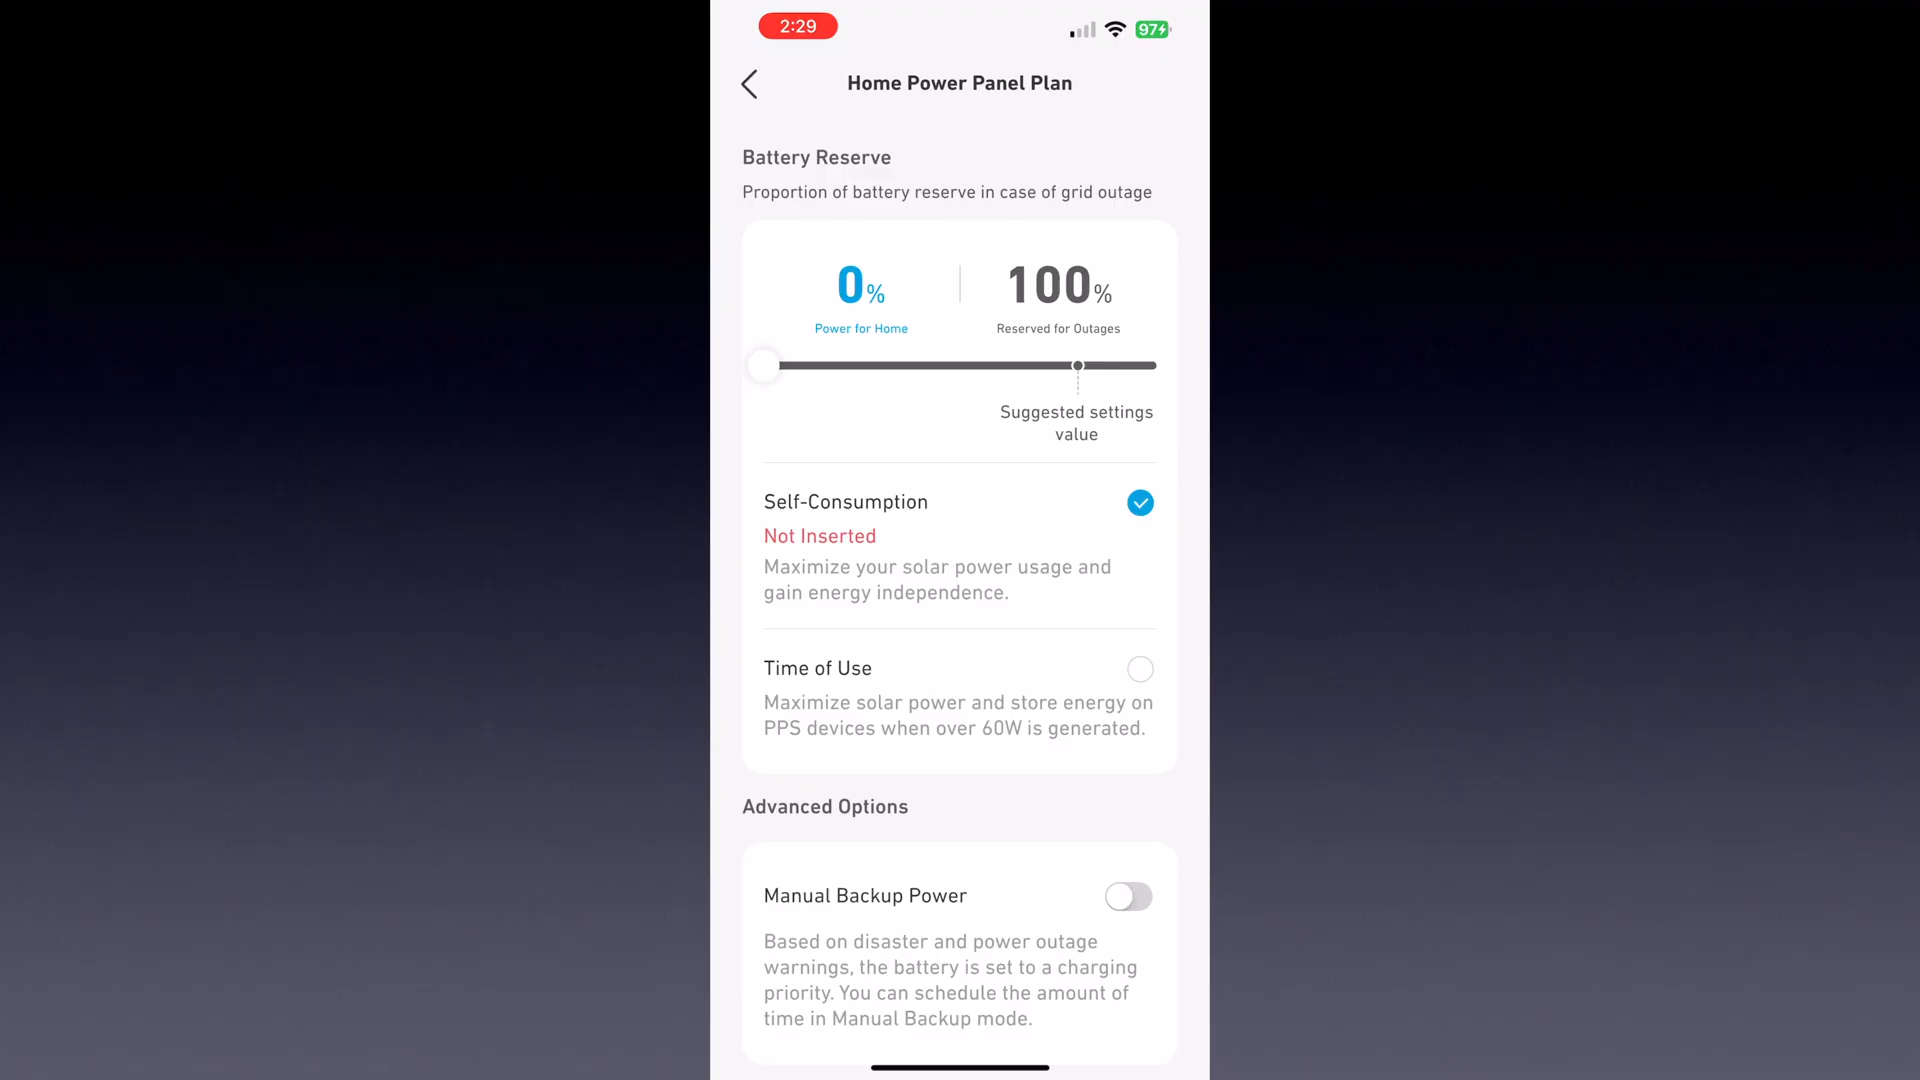 2:29
97
Home Power Panel Plan
Battery Reserve
Proportion of battery reserve in case of grid outage
0%
100%
Power for Home
Reserved for Outages
Suggested settings
value
Self-Consumption
Not Inserted
Maximize your solar power usage and
gain energy independence.
Time of Use
Maximize solar power and store energy on
PPS devices when over 60W is generated.
Advanced Options
Manual Backup Power
Based on disaster and power outage
warnings, the battery is set to a charging
priority. You can schedule the amount of
time in Manual Backup mode.